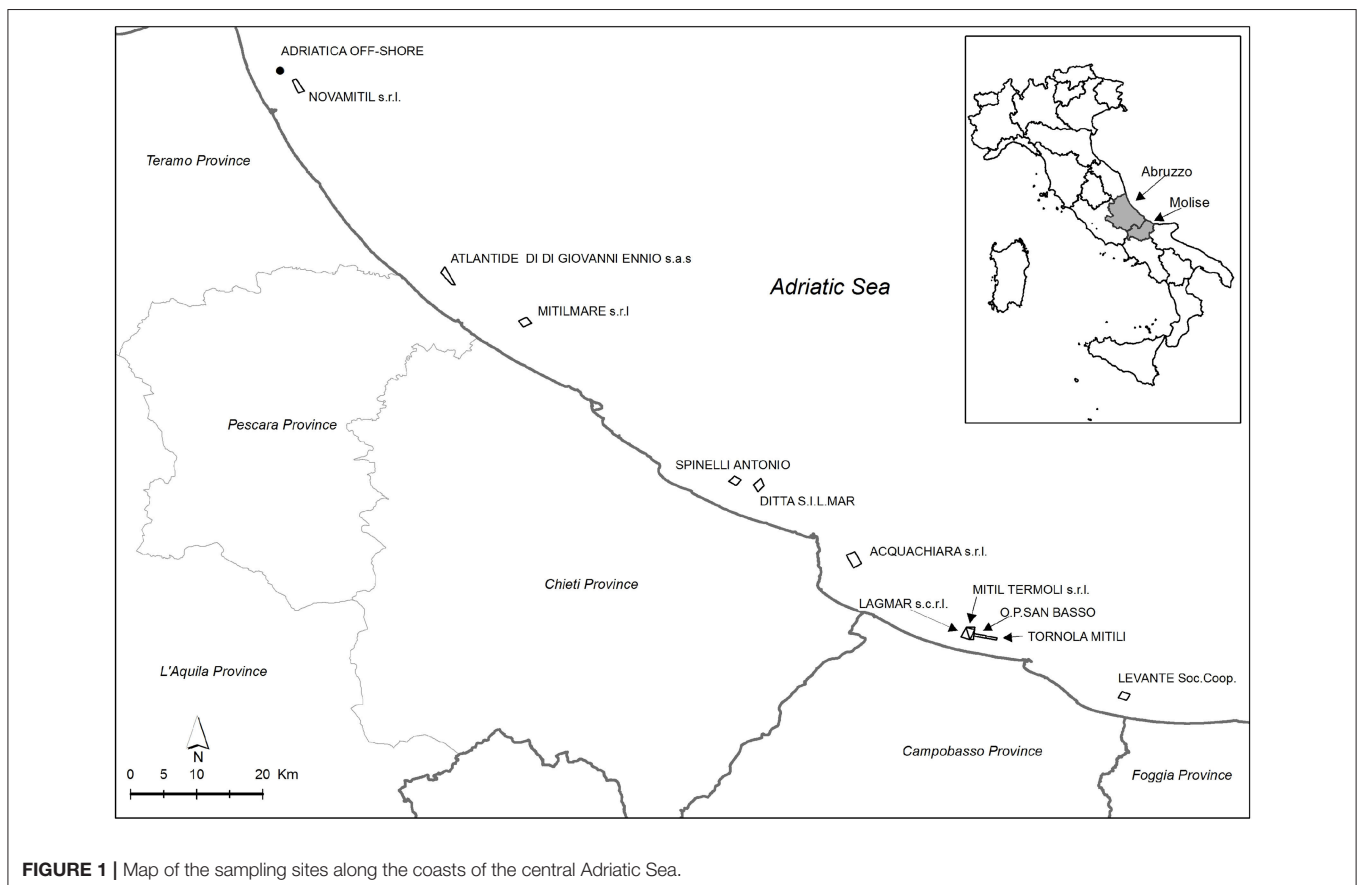 ADRIATICA OFF-SHORE
NOVAMITIL s.r.l.
Teramo Province
Abruzzo
Molise
ATLANTIDE DI DI GIOVANNI ENNIO s.a.s
Adriatic Sea
MITILMARE s.r.l
Pescara Province
SPINELLI ANTONIO
DITTA S.I.L.MAR
ACQUACHIARA s.r.l.
Chieti Province
MITIL TERMOLI s.r.l.
LAGMAR s.c.r.l.
O.P.SAN BASSO
TORNOLA MITILI
L'Aquila Province
LEVANTE Soc.Coop.
N
Campobasso Province
Foggia Province
0 5 10 20 Km
FIGURE 1 | Map of the sampling sites along the coasts of the central Adriatic Sea.